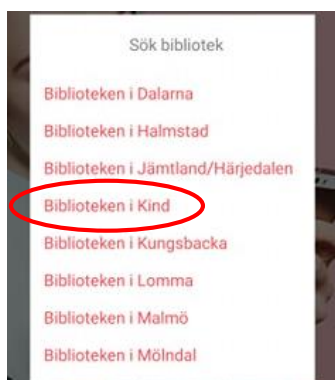 Sök bibliotek
Biblioteken i Dalarna
Biblioteken i Halmstad
Biblioteken i Jämtland/Härjedalen
Biblioteken i Kind
Biblioteken i Kungsbacka
Biblioteken i Lomma
Biblioteken i Malmö
Biblioteken i Mölndal